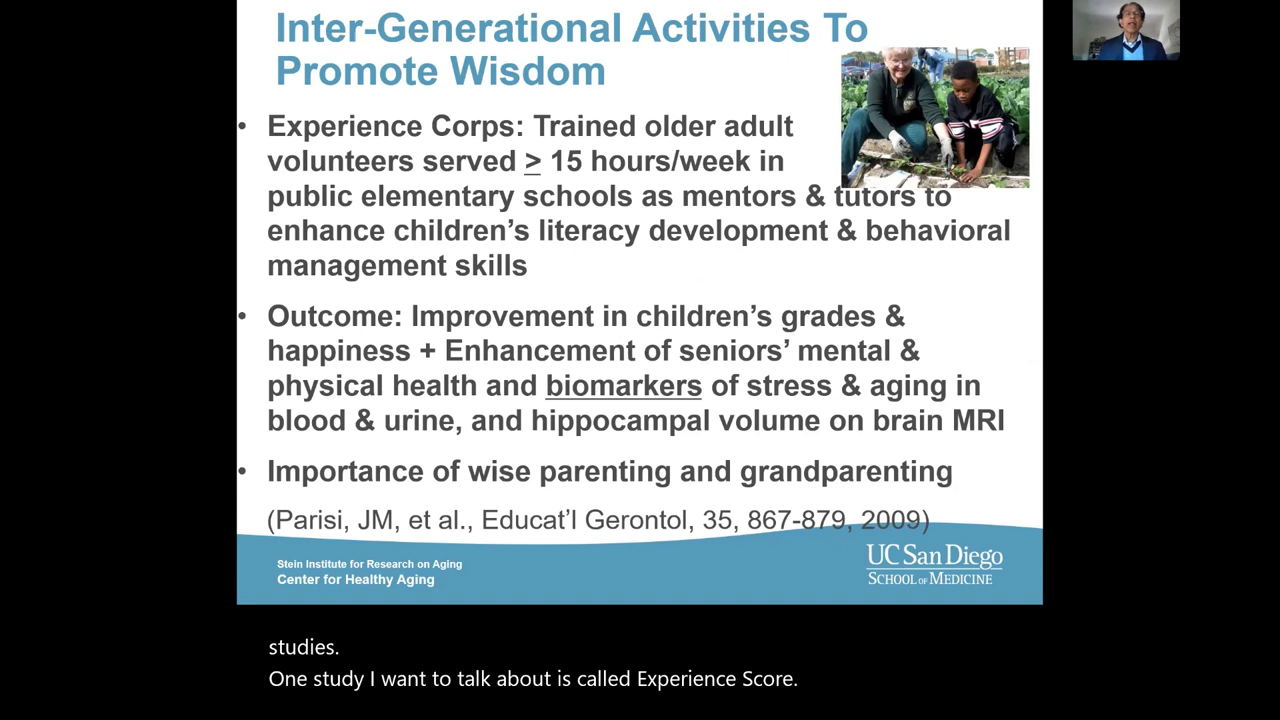 Inter-Generational Activities To
Promote Wisdom
• Experience Corps: Trained older adult
volunteers served ≥ 15 hours/week in
public elementary schools as mentors & tutors to
enhance children’s literacy development & behavioral
management skills
• Outcome: Improvement in children’s grades &
happiness + Enhancement of seniors’ mental &
physical health and biomarkers of stress & aging in
blood & urine, and hippocampal volume on brain MRI
• Importance of wise parenting and grandparenting
(Parisi, JM, et al., Educat’l Gerontol, 35, 867-879, 2009)
Stein Institute for Research on Aging
Center for Healthy Aging
UC San Diego
SCHOOL OF MEDICINE
studies.
One study I want to talk about is called Experience Score.